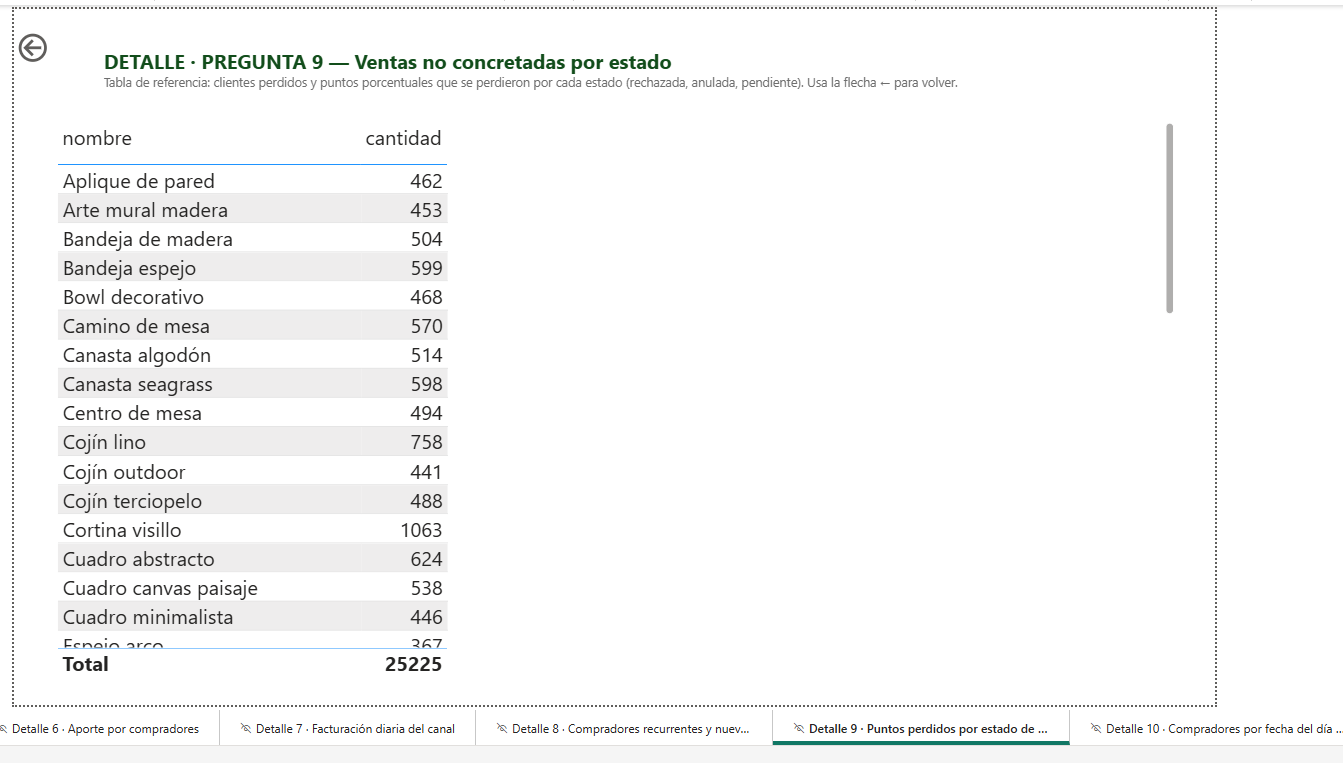 DETALLE · PREGUNTA 9 — Ventas no concretadas por estado
Tabla de referencia: clientes perdidos y puntos porcentuales que se perdieron por cada estado (rechazada, anulada, pendiente). Usa la flecha ← para volver.
nombre cantidad
Aplique de pared 462
Arte mural madera 453
Bandeja de madera 504
Bandeja espejo 599
Bowl decorativo 468
Camino de mesa 570
Canasta algodón 514
Canasta seagrass 598
Centro de mesa 494
Cojín lino 758
Cojín outdoor 441
Cojín terciopelo 488
Cortina visillo 1063
Cuadro abstracto 624
Cuadro canvas paisaje 538
Cuadro minimalista 446
Espejo arco 367
Total 25225
Detalle 6 · Aporte por compradores
Detalle 7 · Facturación diaria del canal
Detalle 8 · Compradores recurrentes y nuev...
Detalle 9 · Puntos perdidos por estado de ...
Detalle 10 · Compradores por fecha del día ...